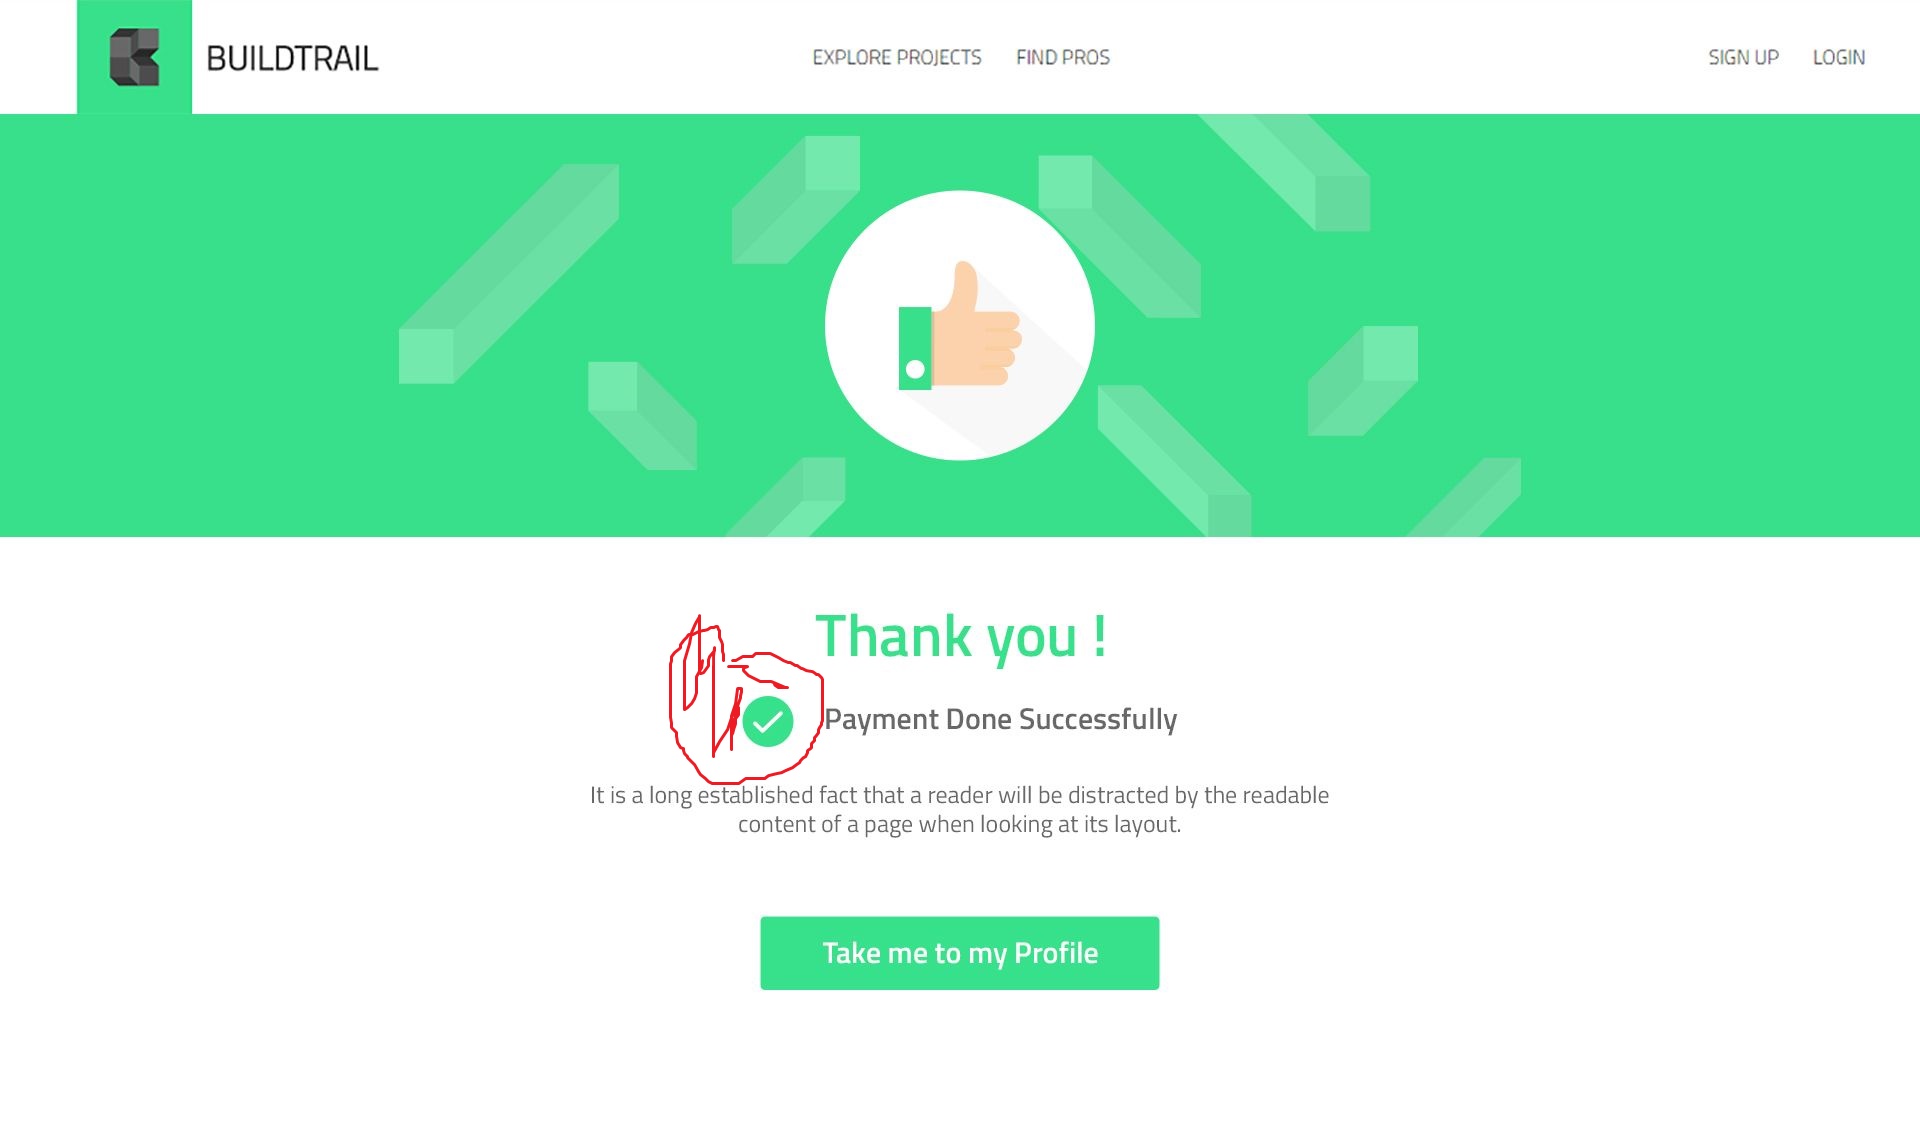 BUILDTRAIL
EXPLORE PROJECTS
FIND PROS
SIGN UP
LOGIN
Thank you !
Payment Done Successfully
It is a long established fact that a reader will be distracted by the readable
content of a page when looking at its layout.
Take me to my Profile